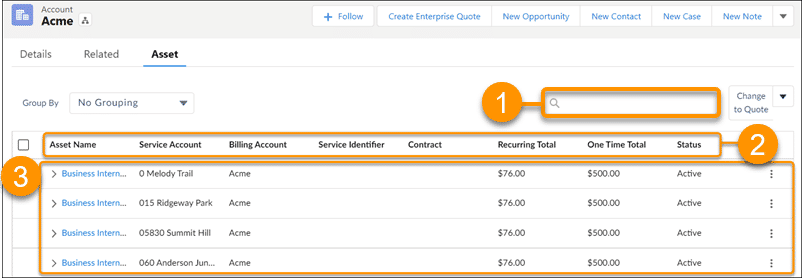 Account
Acme
+ Follow
Create Enterprise Quote
New Opportunity
New Contact
New Case
New Note
Details
Related
Asset
Group By
No Grouping
1
Change
to Quote
Asset Name Service Account Billing Account Service Identifier Contract Recurring Total One Time Total Status
2
3
Business Intern... 0 Melody Trail Acme $76.00 $500.00 Active
Business Intern... 015 Ridgeway Park Acme $76.00 $500.00 Active
Business Intern... 05830 Summit Hill Acme $76.00 $500.00 Active
Business Intern... 060 Anderson Jun... Acme $76.00 $500.00 Active